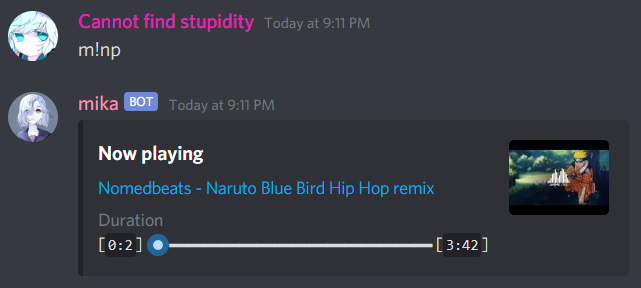 Cannot find stupidity Today at 9:11 PM
m!np
mika BOT Today at 9:11 PM
Now playing
Nomedbeats - Naruto Blue Bird Hip Hop remix
Duration
[0:2] [3:42]